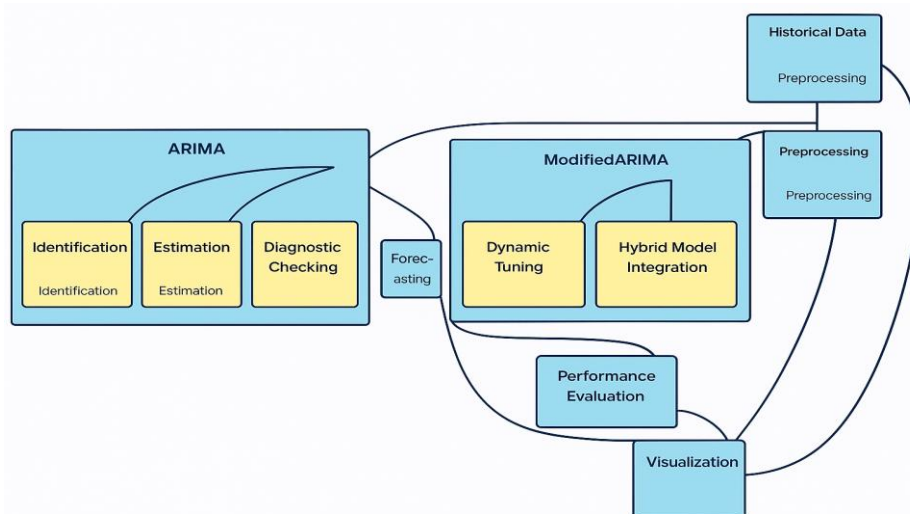 Historical Data
Preprocessing
ARIMA
Identification
Identification
Estimation
Estimation
Diagnostic
Checking
Forec-
asting
ModifiedARIMA
Dynamic
Tuning
Hybrid Model
Integration
Preprocessing
Preprocessing
Performance
Evaluation
Visualization